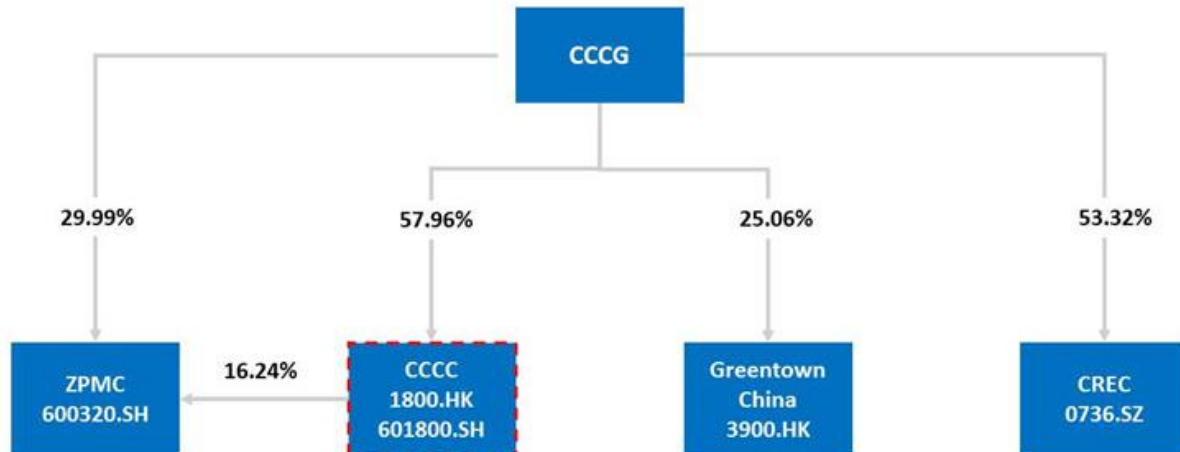 CCCG
29.99%
57.96%
25.06%
53.32%
16.24%
ZPMC
600320.SH
CCCC
1800.HK
601800.SH
Greentown
China
3900.HK
CREC
0736.SZ